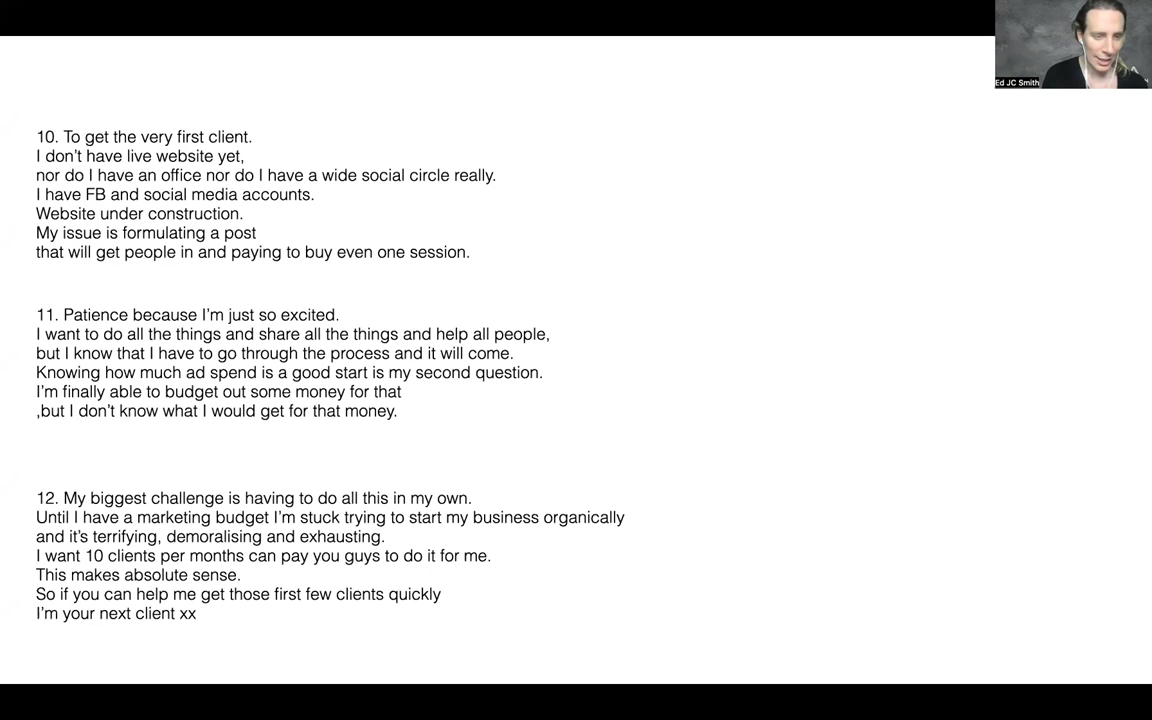 Ed JC Smith
10. To get the very first client.
I don't have live website yet,
nor do I have an office nor do I have a wide social circle really.
I have FB and social media accounts.
Website under construction.
My issue is formulating a post
that will get people in and paying to buy even one session.
11. Patience because I'm just so excited.
I want to do all the things and share all the things and help all people,
but I know that I have to go through the process and it will come.
Knowing how much ad spend is a good start is my second question.
I'm finally able to budget out some money for that
,but I don't know what I would get for that money.
12. My biggest challenge is having to do all this in my own.
Until I have a marketing budget I'm stuck trying to start my business organically
and it's terrifying, demoralising and exhausting.
I want 10 clients per months can pay you guys to do it for me.
This makes absolute sense.
So if you can help me get those first few clients quickly
I'm your next client xx